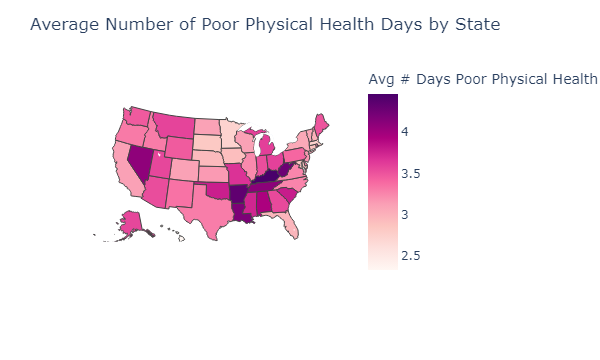 Average Number of Poor Physical Health Days by State
Avg # Days Poor Physical Health
4
3.5
3
2.5